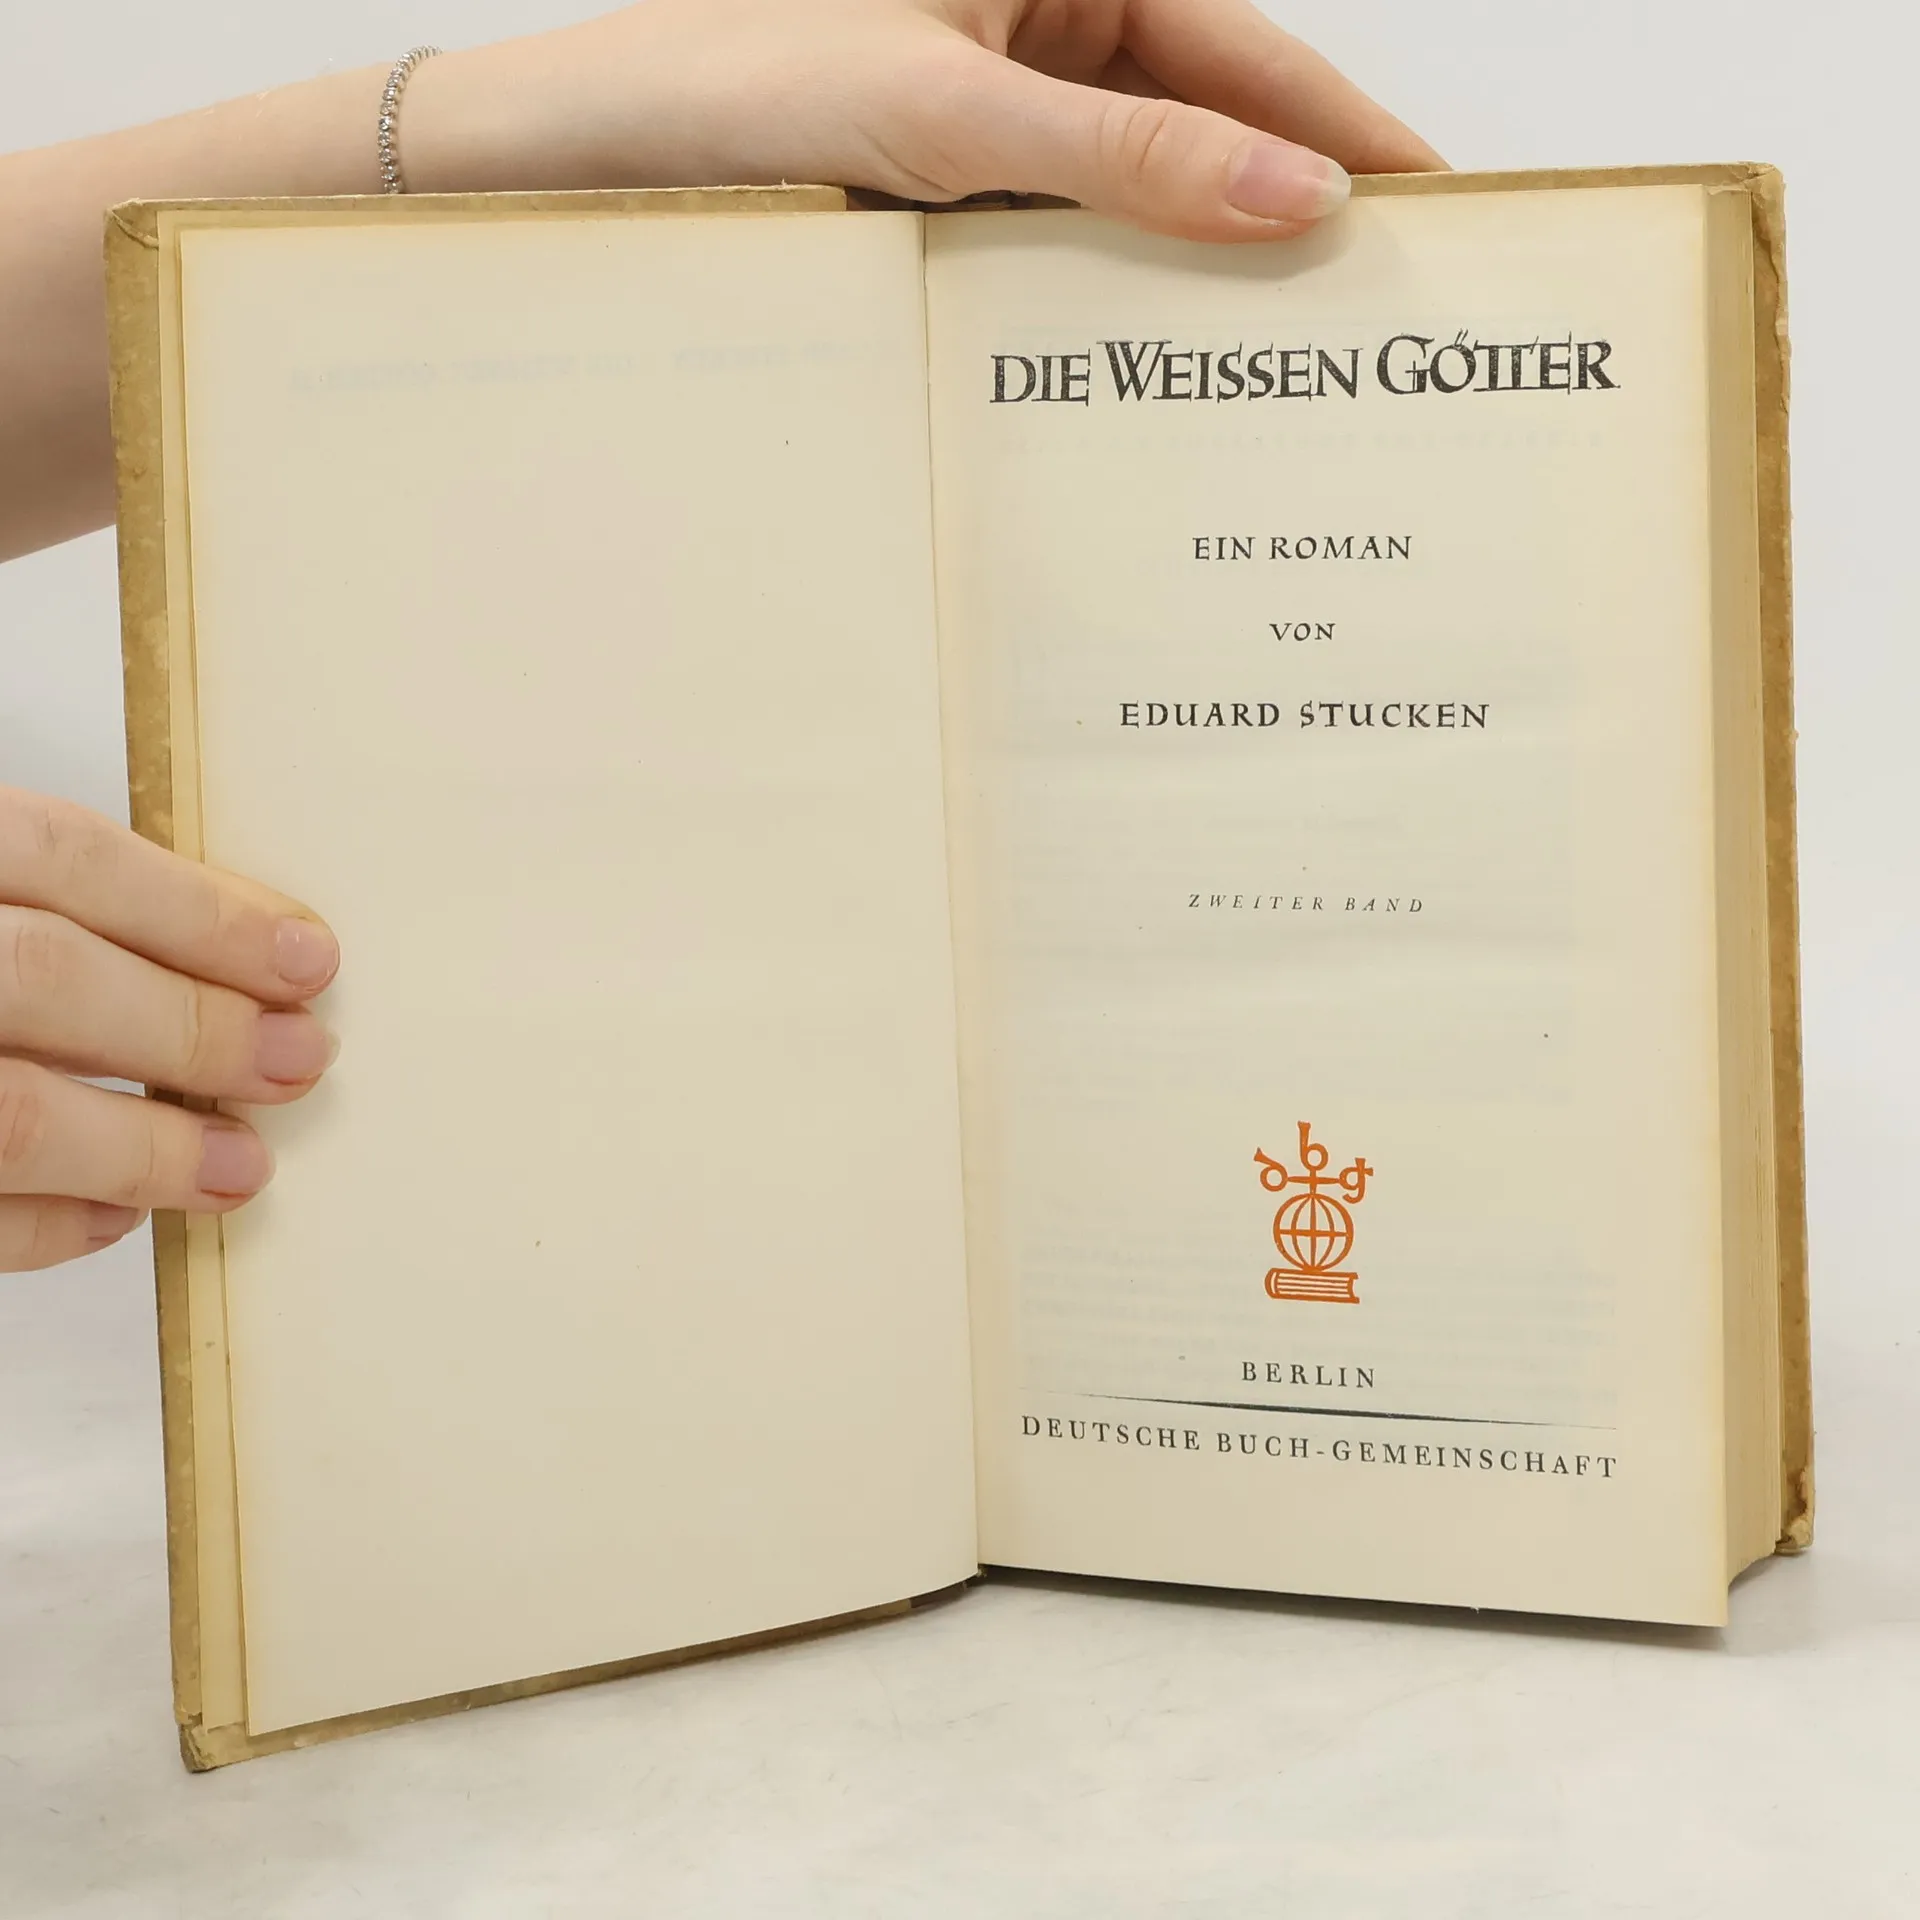 DIE WEISSEN GÖTTER
EIN ROMAN
VON
EDUARD STUCKEN
ZWEITER BAND
dbg
BERLIN
DEUTSCHE BUCH-GEMEINSCHAFT